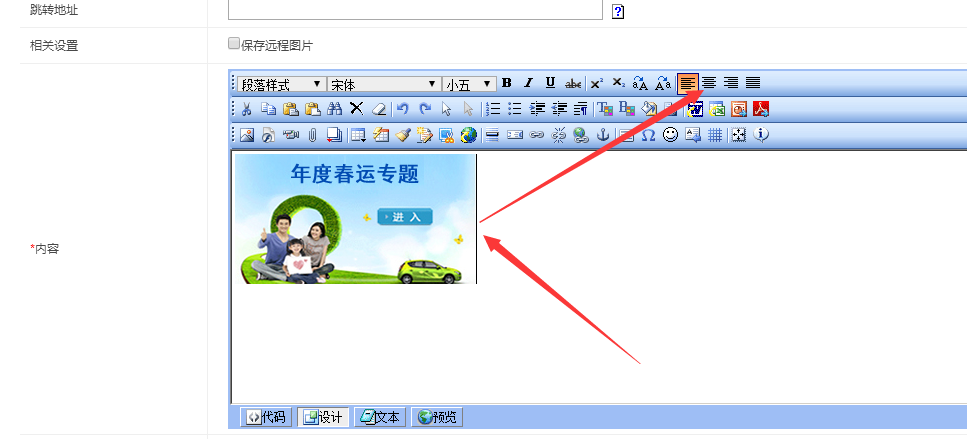 跳转地址
?
相关设置
保存远程图片
*内容
段落样式 宋体 小五 B I U abc
年度春运专题
进 入
代码 设计 文本 预览